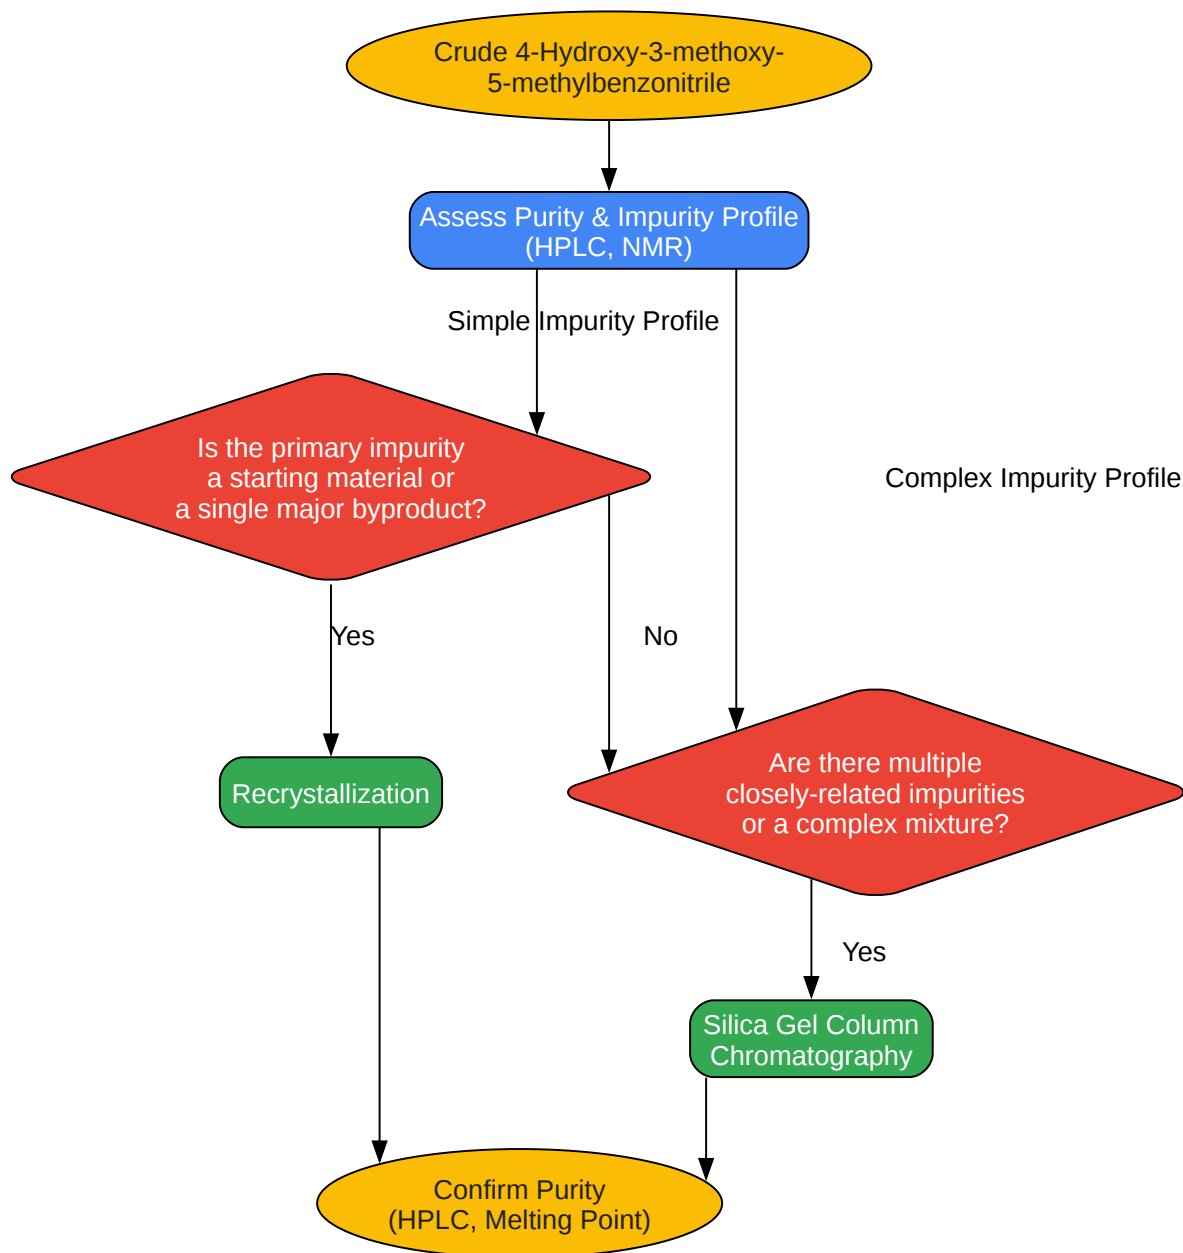 Crude 4-Hydroxy-3-methoxy-
5-methylbenzonitrile
Assess Purity & Impurity Profile
(HPLC, NMR)
Simple Impurity Profile
Is the primary impurity
a starting material or
a single major byproduct?
Complex Impurity Profile
Yes
No
Recrystallization
Are there multiple
closely-related impurities
or a complex mixture?
Yes
Silica Gel Column
Chromatography
Confirm Purity
(HPLC, Melting Point)